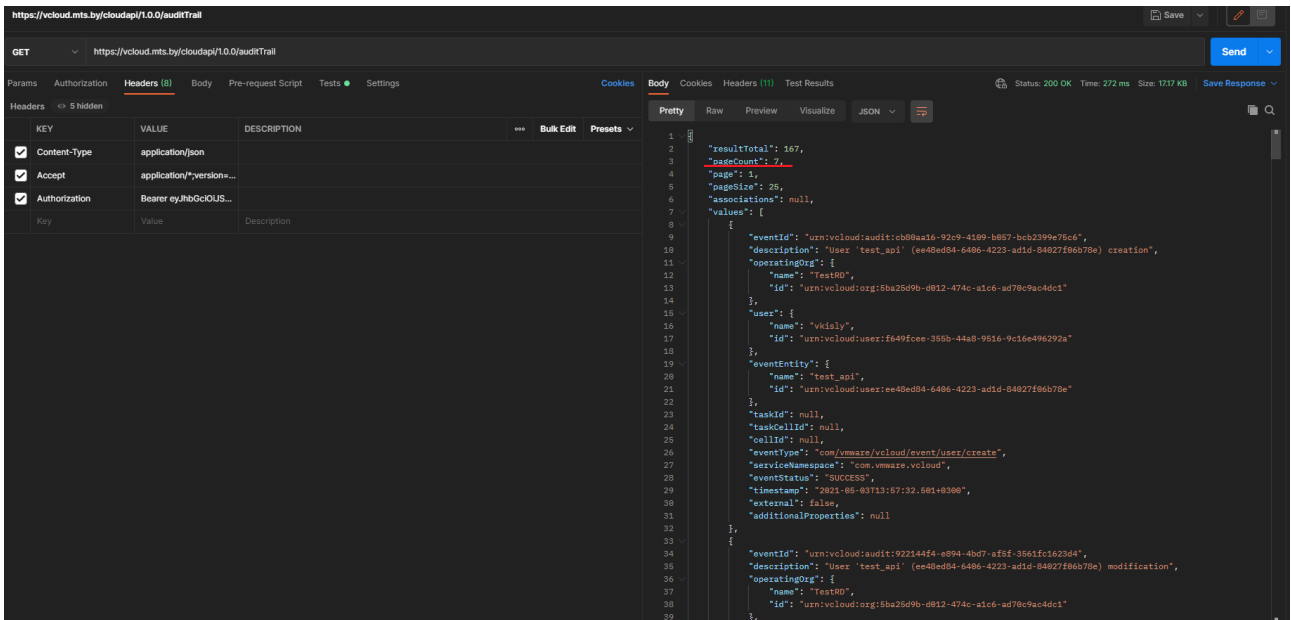 https://vcloud.mts.by/cloudapi/1.0.0/auditTrail
Save
GET
https://vcloud.mts.by/cloudapi/1.0.0/auditTrail
Send
Params Authorization Headers (8) Body Pre-request Script Tests Settings Cookies
Headers 5 hidden
KEY VALUE DESCRIPTION ooo Bulk Edit Presets
Content-Type application/json
Accept application/*;version=...
Authorization Bearer eyJhbGciOiJS...
Key Value Description
Body Cookies Headers (11) Test Results Status: 200 OK Time: 272 ms Size: 17.17 KB Save Response
Pretty Raw Preview Visualize JSON
1 {
2 "resultTotal": 167,
3 "pageCount": 7,
4 "page": 1,
5 "pageSize": 25,
6 "associations": null,
7 "values": [
8 {
9 "eventId": "urn:vcloud:audit:cb80aa16-92c9-4109-b057-bcb2399e75c6",
10 "description": "User 'test_api' (ee48ed84-6406-4223-ad1d-84027f06b78e) creation",
11 "operatingOrg": {
12 "name": "TestRD",
13 "id": "urn:vcloud:org:5ba25d9b-d012-474c-a1c6-ad70c9ac4dc1"
14 },
15 "user": {
16 "name": "vkisly",
17 "id": "urn:vcloud:user:f649fcee-355b-44a8-9516-9c16e496292a"
18 },
19 "eventEntity": {
20 "name": "test_api",
21 "id": "urn:vcloud:user:ee48ed84-6406-4223-ad1d-84027f06b78e"
22 },
23 "taskId": null,
24 "taskCellId": null,
25 "cellId": null,
26 "eventType": "com/vmware/vcloud/event/user/create",
27 "serviceNamespace": "com.vmware.vcloud",
28 "eventStatus": "SUCCESS",
29 "timestamp": "2021-05-03T13:57:32.501+0300",
30 "external": false,
31 "additionalProperties": null
32 },
33 {
34 "eventId": "urn:vcloud:audit:922144f4-e894-4bd7-af5f-3561fc1623d4",
35 "description": "User 'test_api' (ee48ed84-6406-4223-ad1d-84027f06b78e) modification",
36 "operatingOrg": {
37 "name": "TestRD",
38 "id": "urn:vcloud:org:5ba25d9b-d012-474c-a1c6-ad70c9ac4dc1"
39 },